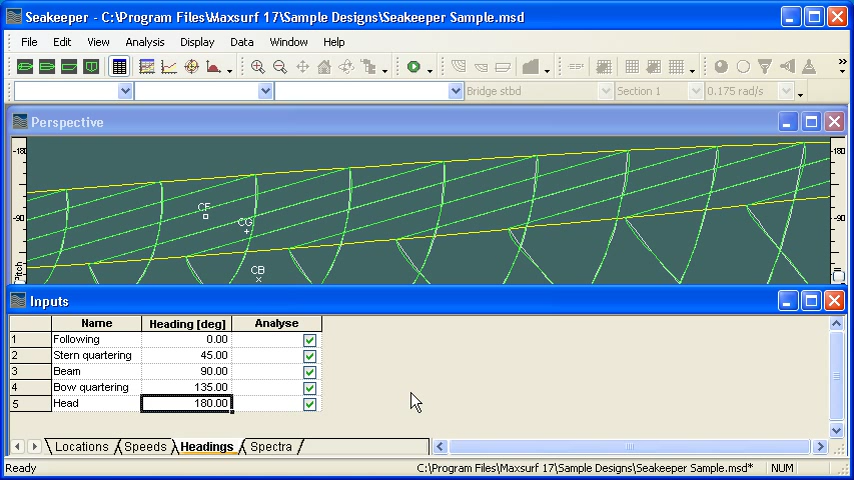 Seakeeper - C:\Program Files\Maxsurf 17\Sample Designs\Seakeeper Sample.msd
File Edit View Analysis Display Data Window Help
Bridge stbd Section 1 0.175 rad/s
Perspective
-180 -180
CF
-90 -90
CG
CB
Pitch
Inputs
Name Heading [deg] Analyse
1 Following 0.00
2 Stern quartering 45.00
3 Beam 90.00
4 Bow quartering 135.00
5 Head 180.00
Locations Speeds Headings Spectra
Ready C:\Program Files\Maxsurf 17\Sample Designs\Seakeeper Sample.msd* NUM